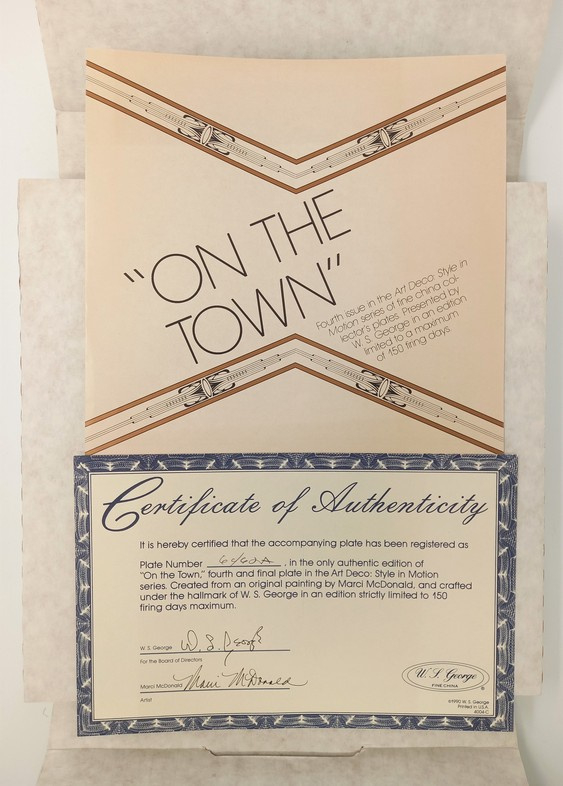 "ON THE
TOWN"
Fourth issue in the Art Deco: Style in
Motion series of fine china col-
lector's plates. Presented by
W. S. George in an edition
limited to a maximum
of 150 firing days.
Certificate of Authenticity
It is hereby certified that the accompanying plate has been registered as
Plate Number 6460A, in the only authentic edition of
"On the Town," fourth and final plate in the Art Deco: Style in Motion
series. Created from an original painting by Marci McDonald, and crafted
under the hallmark of W. S. George in an edition strictly limited to 150
firing days maximum.
W. S. George W. S. George
For the Board of Directors
Marci McDonald Marci McDonald
Artist
W. S. George
FINE CHINA
®
©1990 W. S. George
Printed in U.S.A.
4004-C